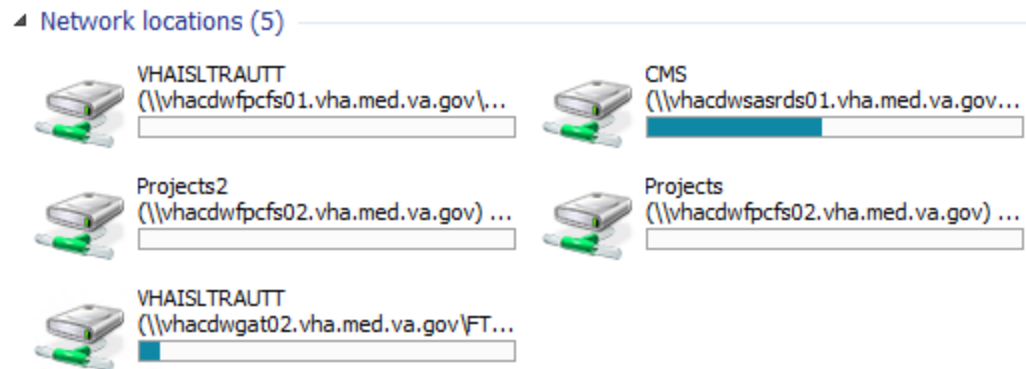 Network locations (5)
VHAISLTRAUTT
(\\vhacdwfpcfs01.vha.med.va.gov\...
CMS
(\\vhacdwsasrds01.vha.med.va.gov...
Projects2
(\\vhacdwfpcfs02.vha.med.va.gov) ...
Projects
(\\vhacdwfpcfs02.vha.med.va.gov) ...
VHAISLTRAUTT
(\\vhacdwgat02.vha.med.va.gov\FT...